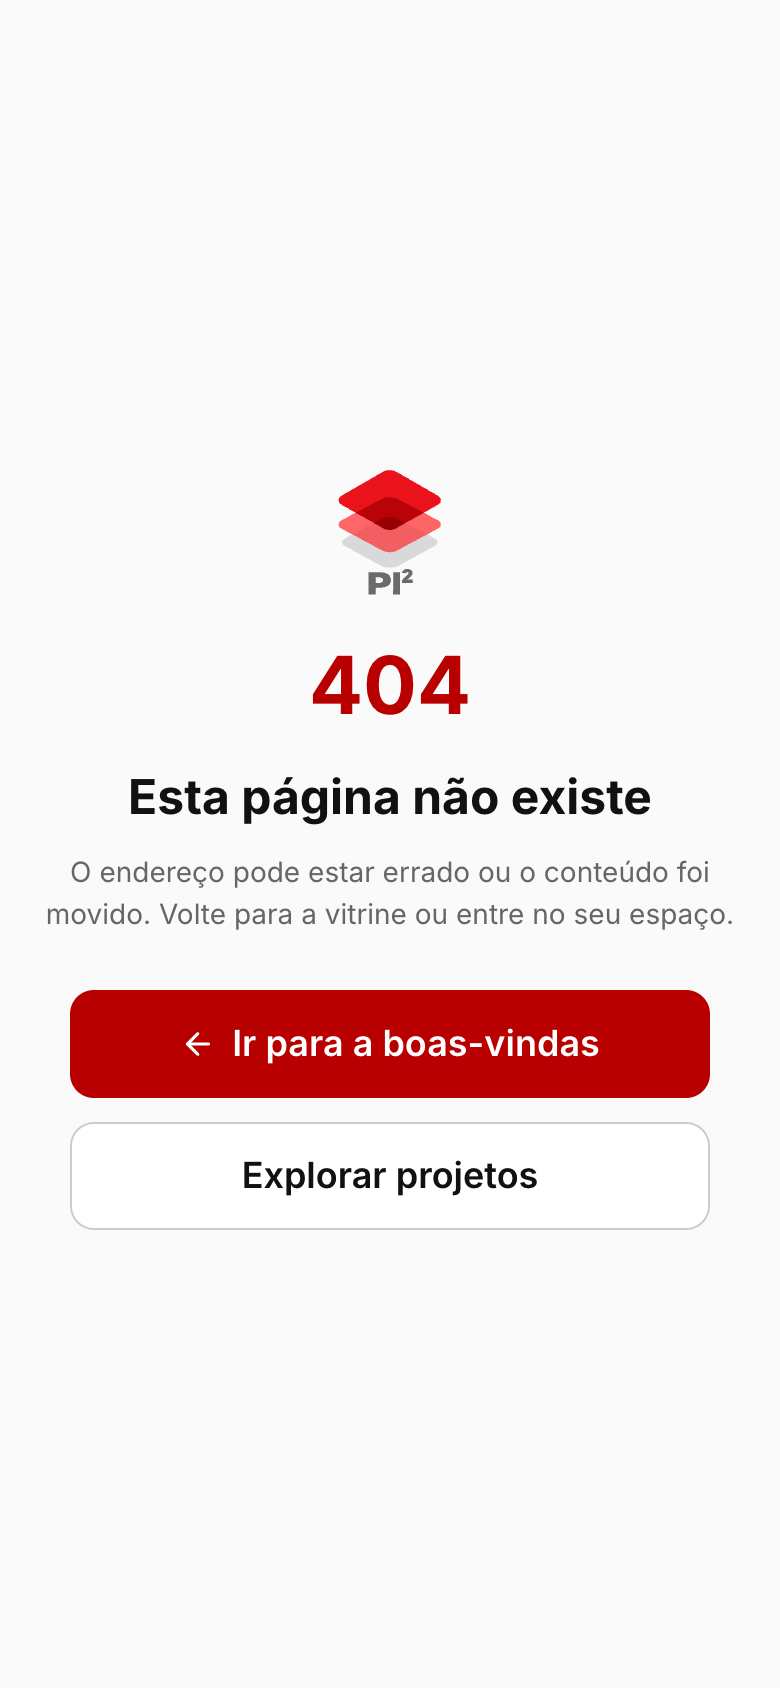 PI²
404
Esta página não existe
O endereço pode estar errado ou o conteúdo foi
movido. Volte para a vitrine ou entre no seu espaço.
← Ir para a boas-vindas
Explorar projetos